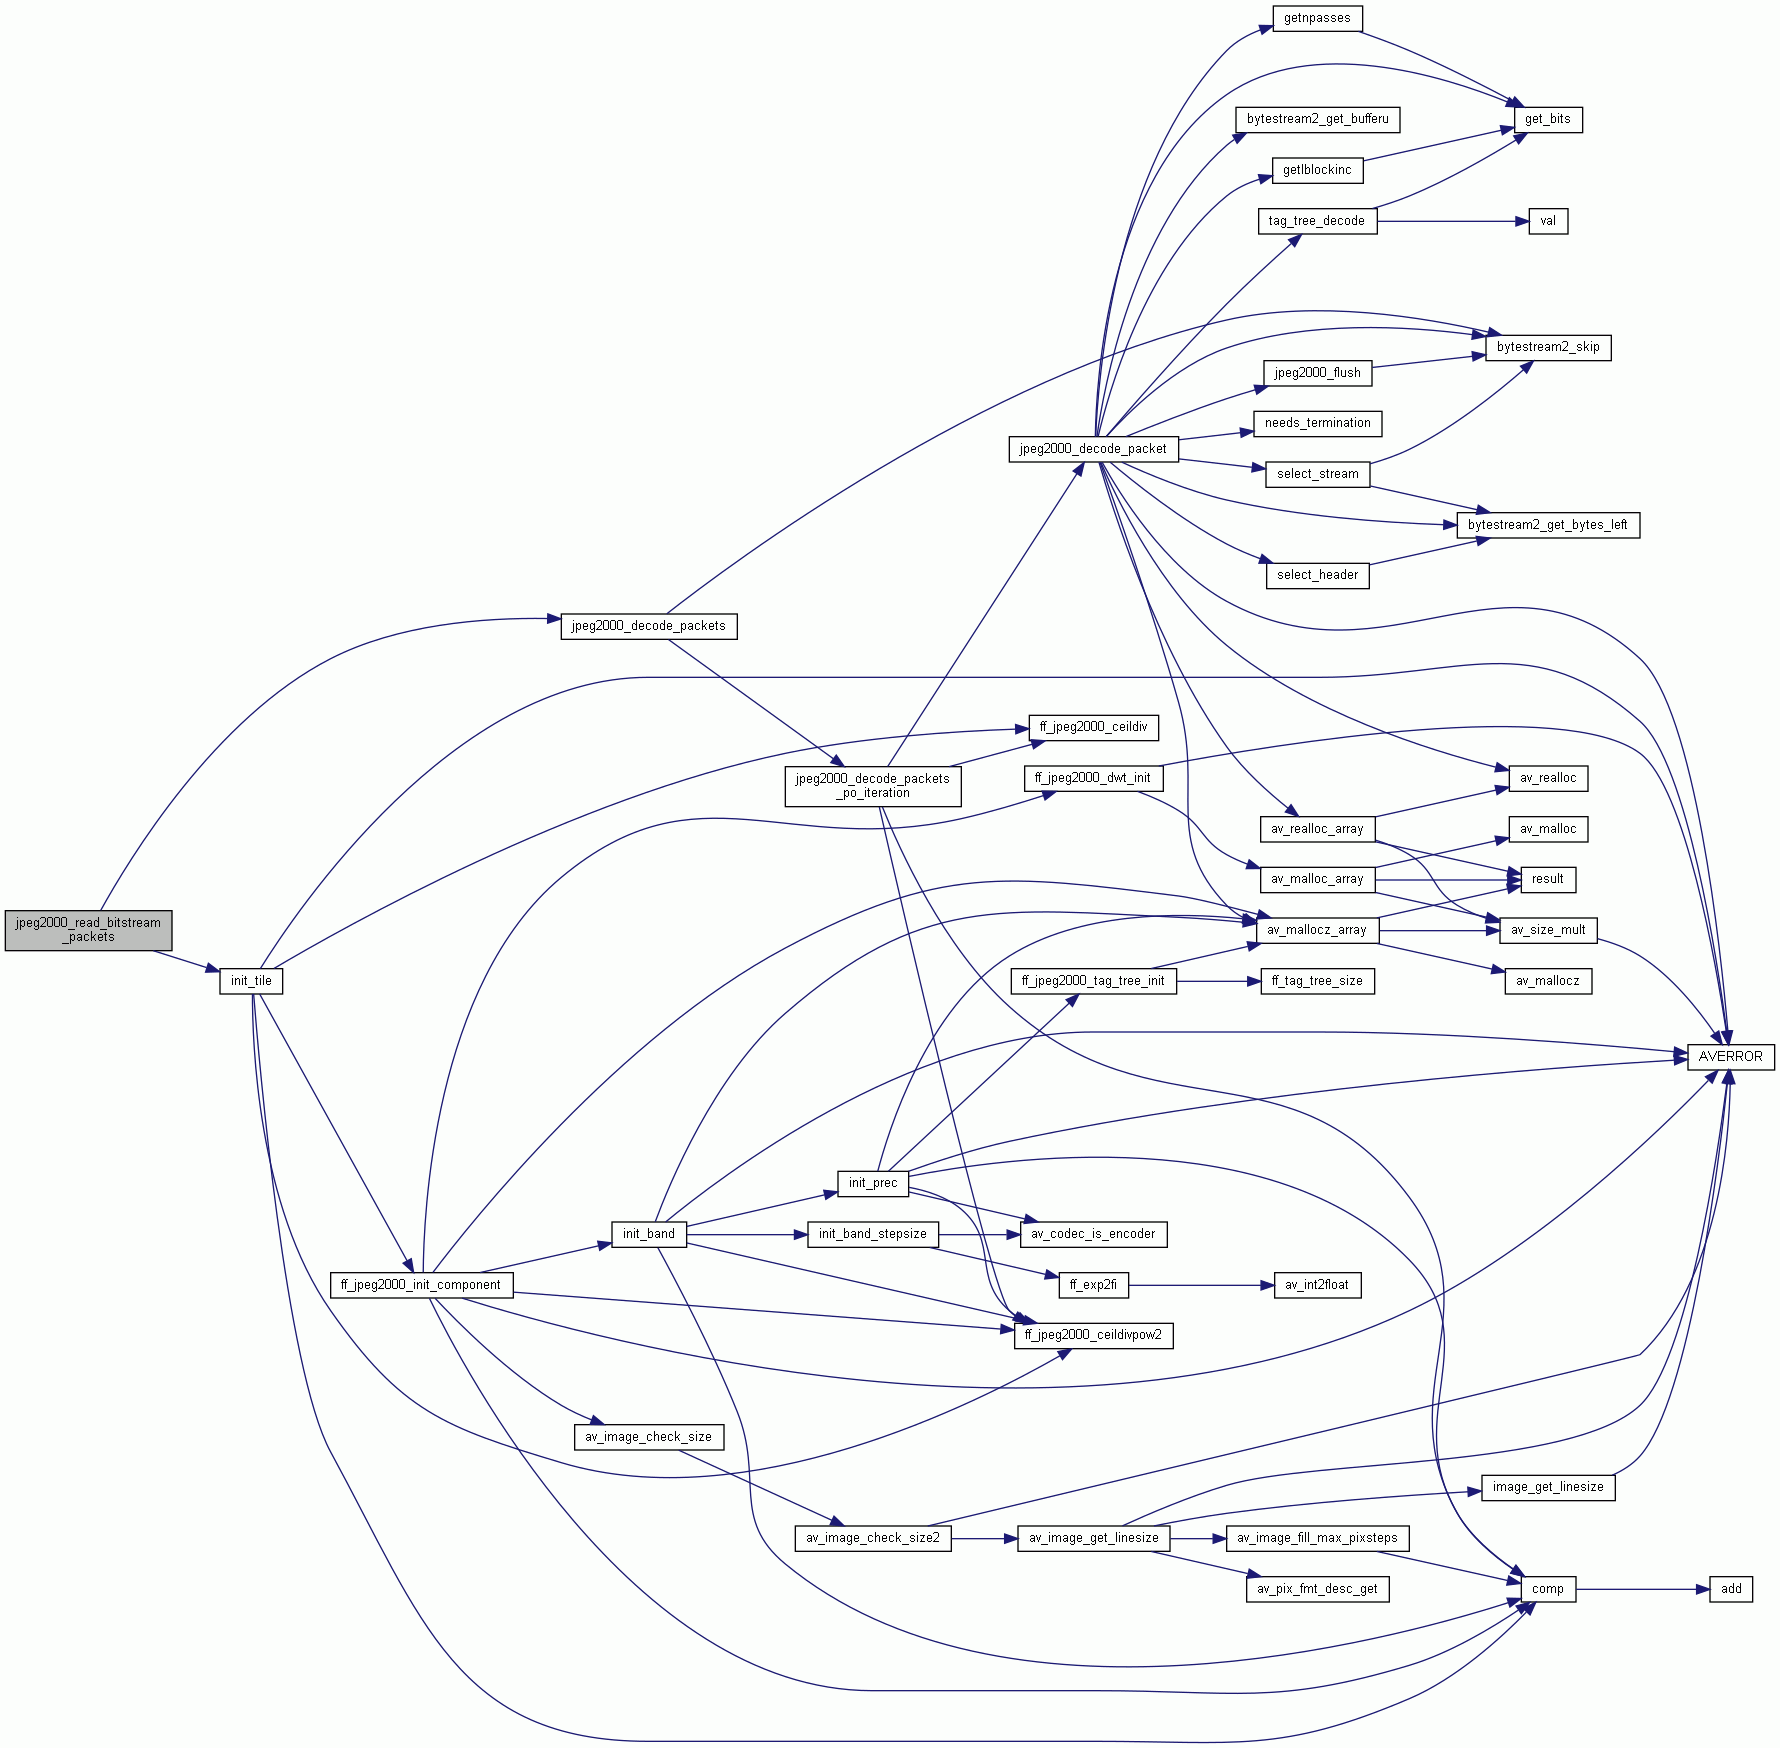 getnpasses
get_bits
bytestream2_get_bufferu
getlblockinc
tag_tree_decode
val
bytestream2_skip
jpeg2000_flush
needs_termination
jpeg2000_decode_packet
select_stream
bytestream2_get_bytes_left
select_header
jpeg2000_decode_packets
ff_jpeg2000_ceildiv
jpeg2000_decode_packets
_po_iteration
ff_jpeg2000_dwt_init
av_realloc
av_realloc_array
av_malloc
av_malloc_array
result
jpeg2000_read_bitstream
_packets
av_mallocz_array
av_size_mult
init_tile
ff_jpeg2000_tag_tree_init
ff_tag_tree_size
av_mallocz
AVERROR
init_prec
init_band
init_band_stepsize
av_codec_is_encoder
ff_jpeg2000_init_component
ff_exp2fi
av_int2float
ff_jpeg2000_ceildivpow2
av_image_check_size
image_get_linesize
av_image_check_size2
av_image_get_linesize
av_image_fill_max_pixsteps
av_pix_fmt_desc_get
comp
add